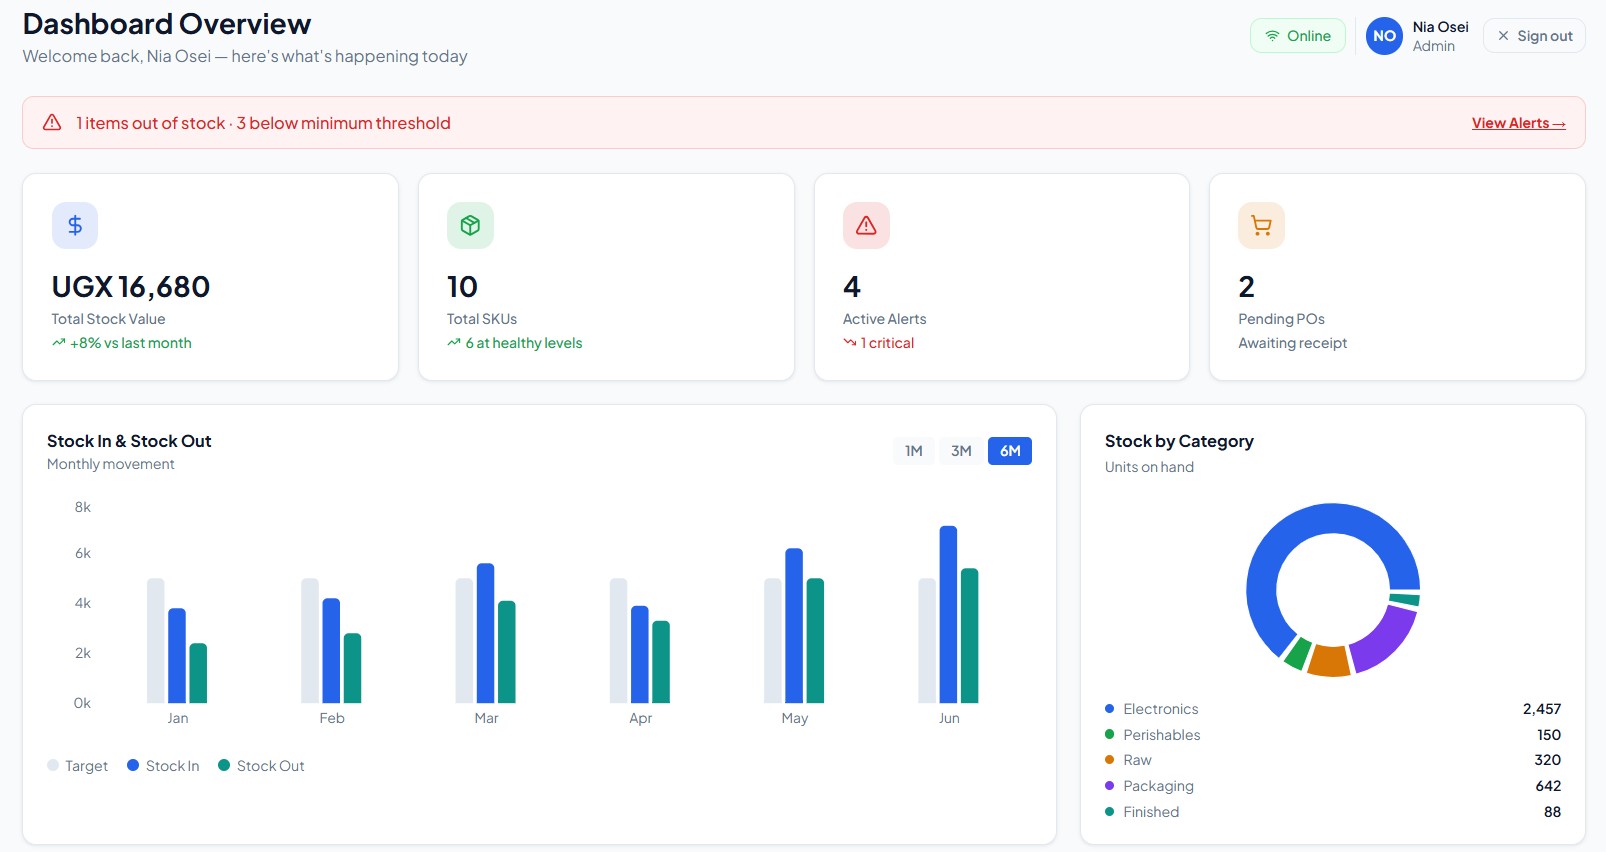 Dashboard Overview
Welcome back, Nia Osei — here's what's happening today
Online
NO
Nia Osei
Admin
Sign out
1 items out of stock · 3 below minimum threshold
View Alerts →
UGX 16,680
Total Stock Value
+8% vs last month
10
Total SKUs
6 at healthy levels
4
Active Alerts
1 critical
2
Pending POs
Awaiting receipt
Stock In & Stock Out
Monthly movement
1M 3M 6M
8k
6k
4k
2k
0k
Jan Feb Mar Apr May Jun
Target Stock In Stock Out
Stock by Category
Units on hand
Electronics 2,457
Perishables 150
Raw 320
Packaging 642
Finished 88